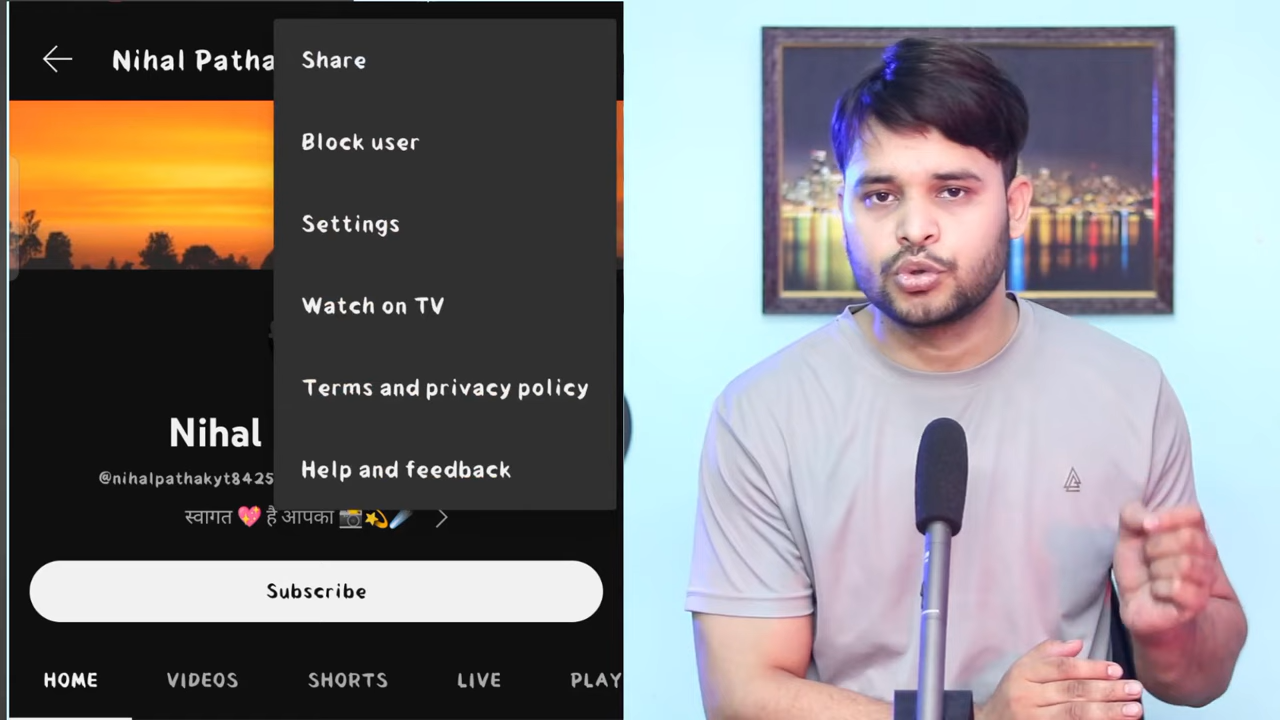 Nihal Patha
Share
Block user
Settings
Watch on TV
Terms and privacy policy
Help and feedback
Nihal
@nihalpathakyt8425
स्वागत 💖 है आपका 📸💫☄️
Subscribe
HOME VIDEOS SHORTS LIVE PLAY